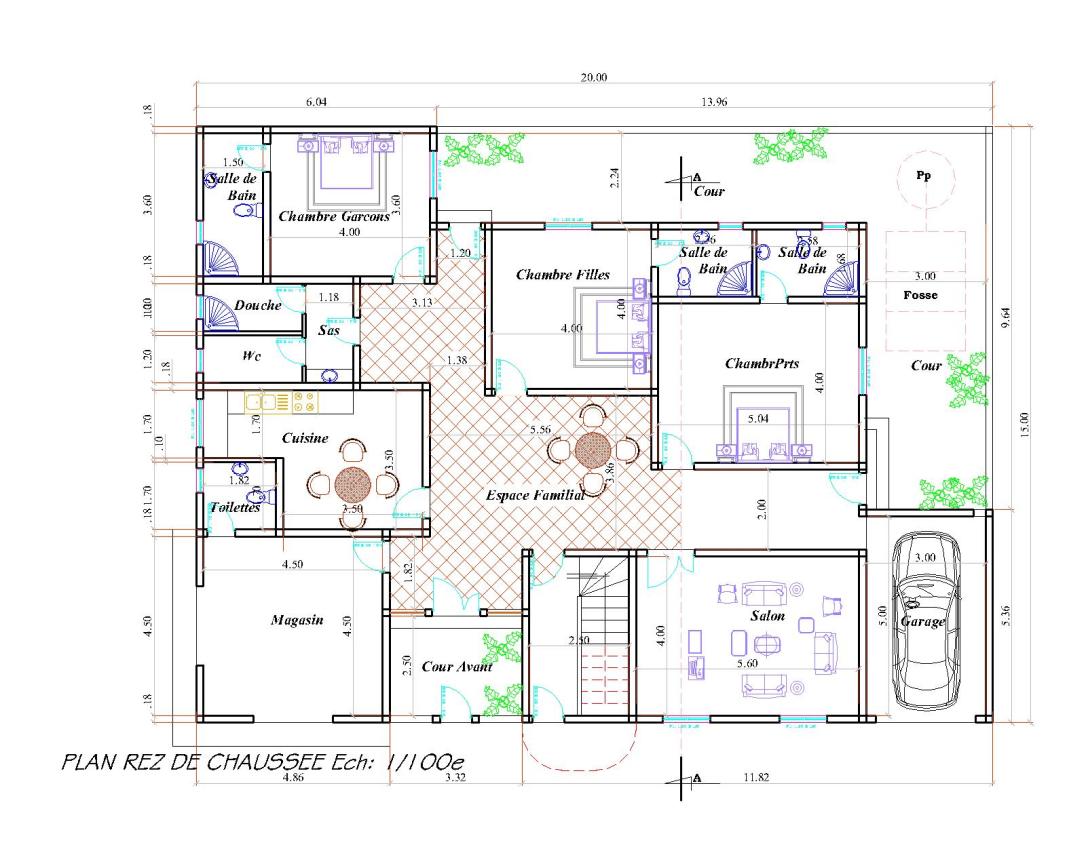 20.00
6.04
13.96
.18
3.60
.18
1.00
1.20
.18
1.70
.10
1.70
.18
4.50
.18
1.50
Salle de
Bain
Chambre Garcons
3.60
4.00
2.24
A
Cour
Pp
1.20
3.13
1.38
Chambre Filles
4.00
4.00
Salle de
Bain
Salle de
Bain
3.00
Fosse
9.64
Douche
1.18
Sas
Wc
ChambrPrts
4.00
5.04
Cour
15.00
Cuisine
1.70
3.50
3.50
1.82
Toilettes
5.56
3.86
Espace Familial
2.00
4.50
Magasin
4.50
1.82
2.50
Cour Avant
2.50
4.00
Salon
5.60
5.00
3.00
Garage
5.36
PLAN REZ DE CHAUSSEE Ech: 1/100e
4.86
3.32
A
11.82